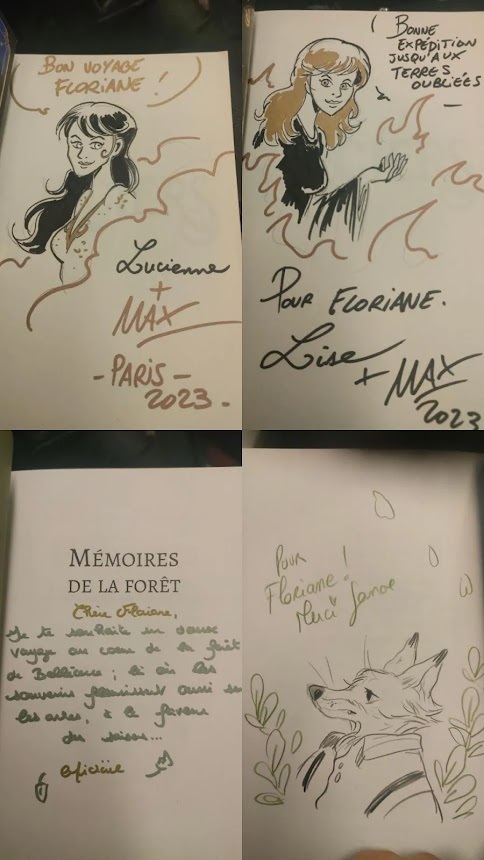 BON VOYAGE
FLORIANE !
Lucienne
+
MAX
- PARIS -
2023 -
BONNE
EXPÉDITION
JUSQU'AUX
TERRES
OUBLIÉES
POUR FLORIANE.
Lise
+ MAX
2023
MÉMOIRES
DE LA FORÊT
Chère Floriane,
Je te souhaite un doux
voyage au coeur de la forêt
de Bellécorce ; là où les
souvenirs fleurissent aussi
les arbres, à la faveur
des saisons...
Pour
Floriane !
Merci